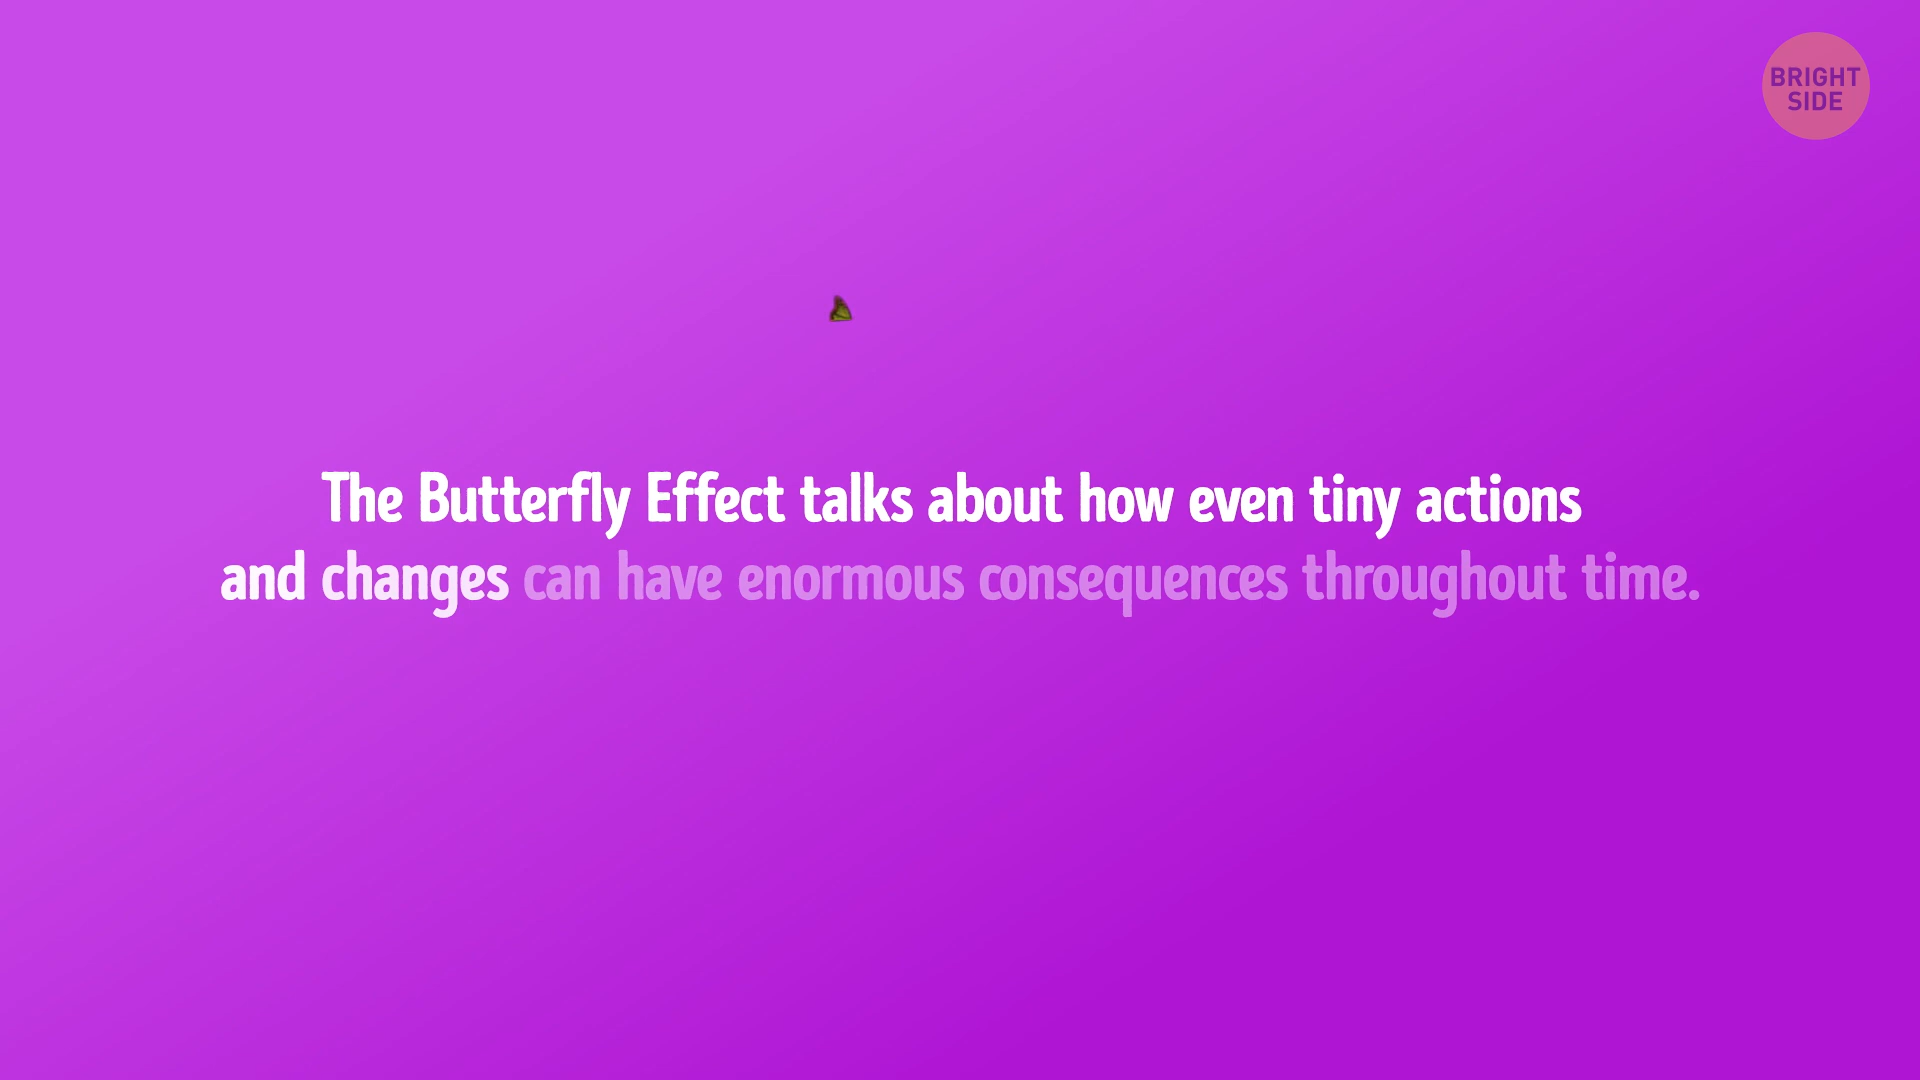 BRIGHT
SIDE
The Butterfly Effect talks about how even tiny actions
and changes can have enormous consequences throughout time.